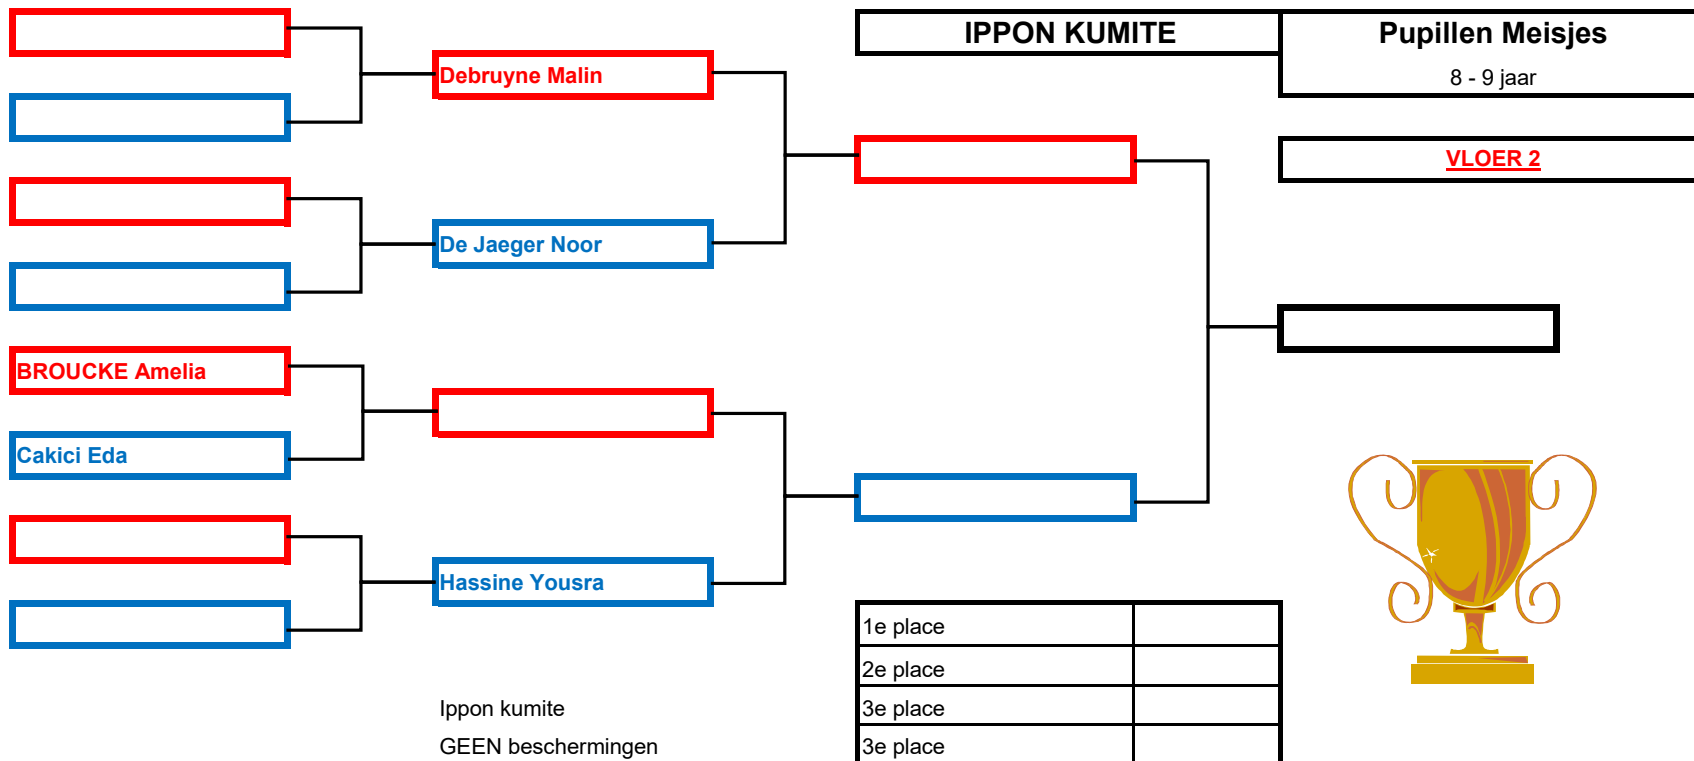 IPPON KUMITE
Pupillen Meisjes
8 - 9 jaar
Debruyne Malin
VLOER 2
De Jaeger Noor
BROUCKE Amelia
Cakici Eda
Hassine Yousra
1e place
2e place
3e place
3e place
Ippon kumite
GEEN beschermingen